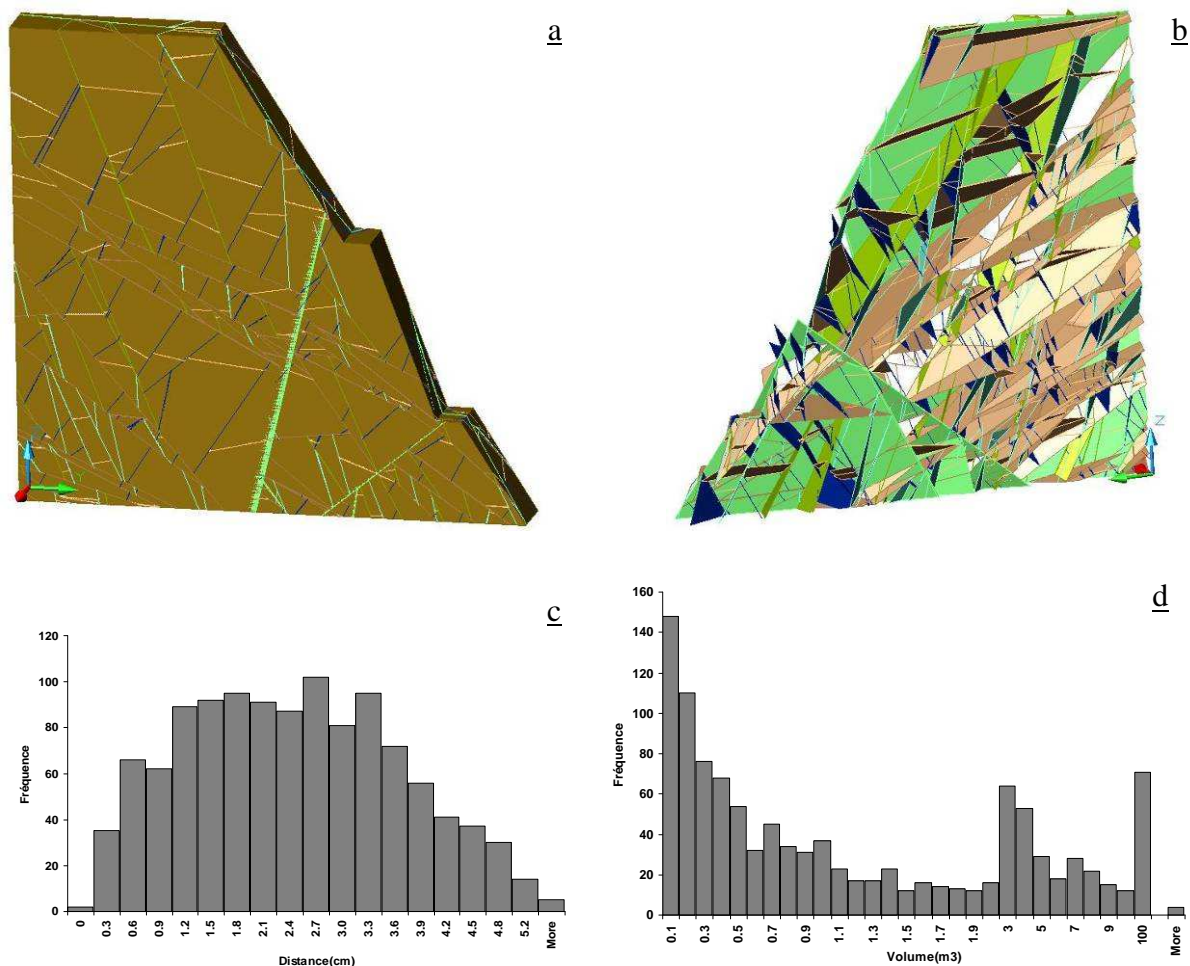 a
b
Z
c
d
Fréquence
120
100
80
60
40
20
0
0 0.3 0.6 0.9 1.2 1.5 1.8 2.1 2.4 2.7 3.0 3.3 3.6 3.9 4.2 4.5 4.8 5.2 More
Distance(cm)
Fréquence
160
140
120
100
80
60
40
20
0
0.1 0.3 0.5 0.7 0.9 1.1 1.3 1.5 1.7 1.9 3 5 7 9 100 More
Volume(m3)